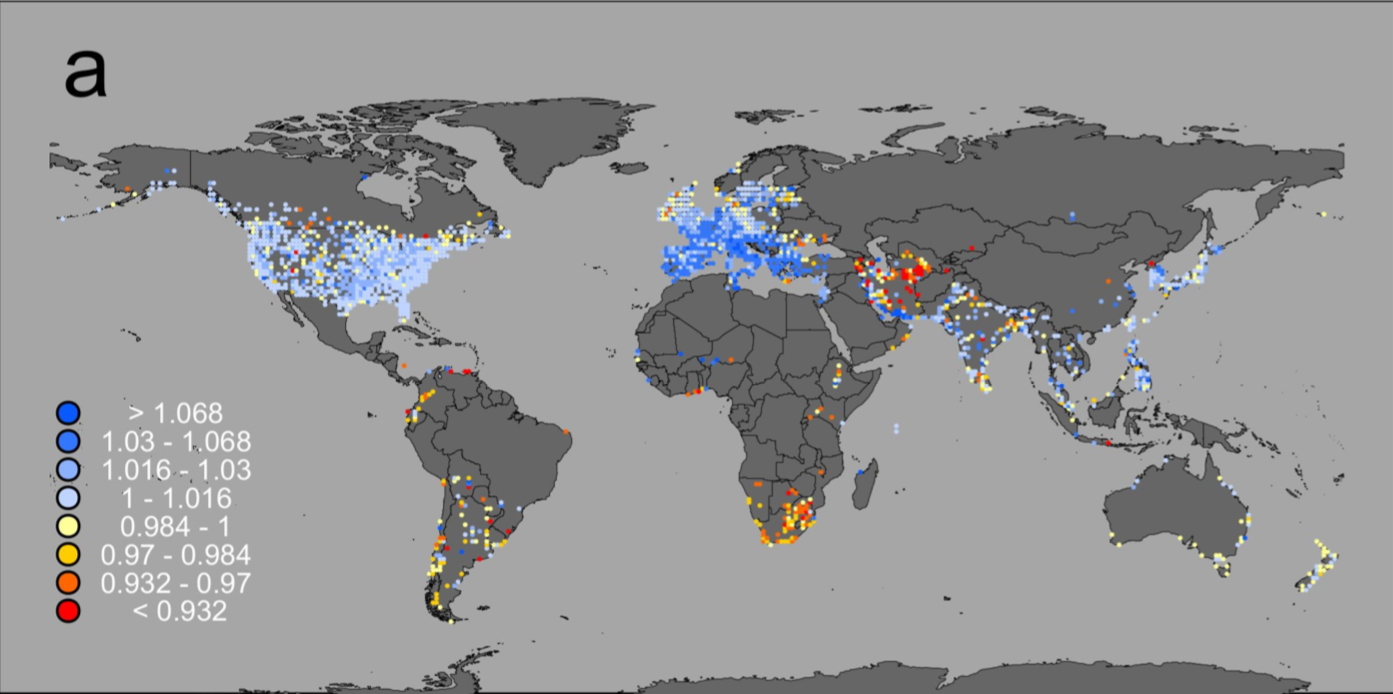 a
> 1.068
1.03 - 1.068
1.016 - 1.03
1 - 1.016
0.984 - 1
0.97 - 0.984
0.932 - 0.97
< 0.932